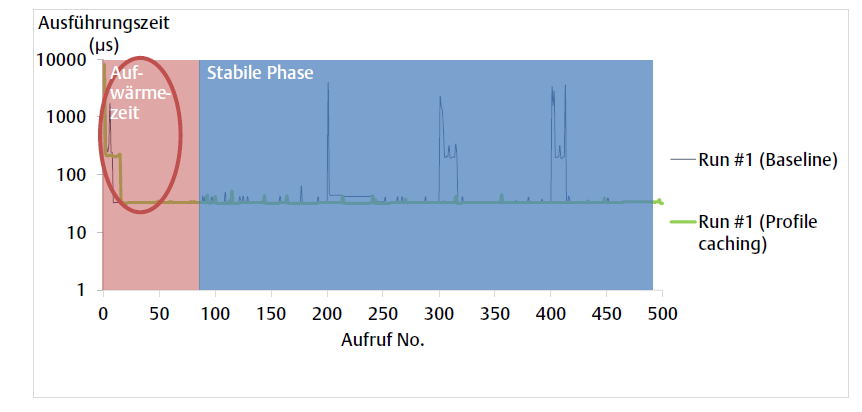 Ausführungszeit
(µs)
10000
1000
100
10
1
Auf-
wärme-
zeit
Stabile Phase
0 50 100 150 200 250 300 350 400 450 500
Aufruf No.
Run #1 (Baseline)
Run #1 (Profile
caching)